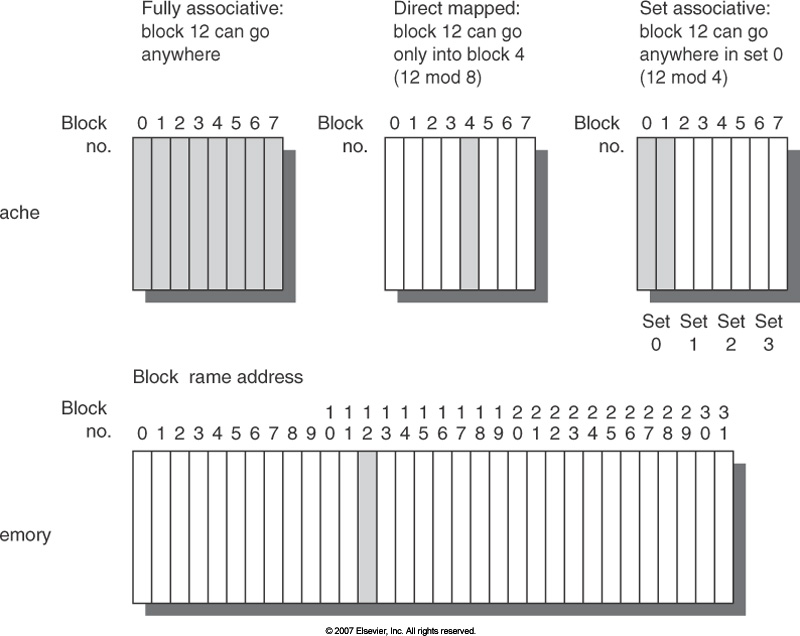 Fully associative:
block 12 can go
anywhere
Direct mapped:
block 12 can go
only into block 4
(12 mod 8)
Set associative:
block 12 can go
anywhere in set 0
(12 mod 4)
Block
no.
0 1 2 3 4 5 6 7
Block
no.
0 1 2 3 4 5 6 7
Block
no.
0 1 2 3 4 5 6 7
ache
Set Set Set Set
0 1 2 3
Block rame address
Block
no.
1 1 1 1 1 1 1 1 1 1 2 2 2 2 2 2 2 2 2 2 3 3
0 1 2 3 4 5 6 7 8 9 0 1 2 3 4 5 6 7 8 9 0 1 2 3 4 5 6 7 8 9 0 1
emory
© 2007 Elsevier, Inc. All rights reserved.